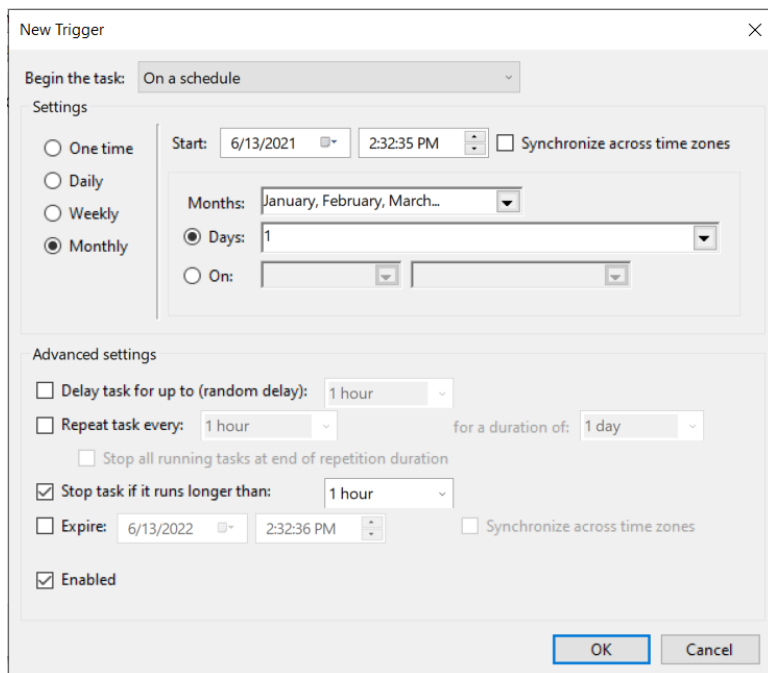 New Trigger
Begin the task: On a schedule
Settings
One time
Daily
Weekly
Monthly
Start: 6/13/2021 2:32:35 PM Synchronize across time zones
Months: January, February, March...
Days: 1
On:
Advanced settings
Delay task for up to (random delay): 1 hour
Repeat task every: 1 hour for a duration of: 1 day
Stop all running tasks at end of repetition duration
Stop task if it runs longer than: 1 hour
Expire: 6/13/2022 2:32:36 PM Synchronize across time zones
Enabled
OK Cancel